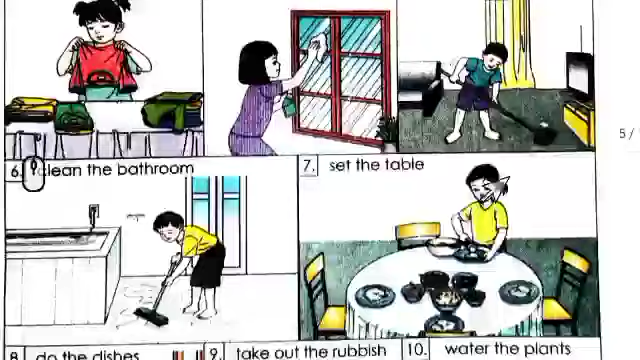 6. clean the bathroom
7. set the table
8. do the dishes
9. take out the rubbish
10. water the plants
5 /